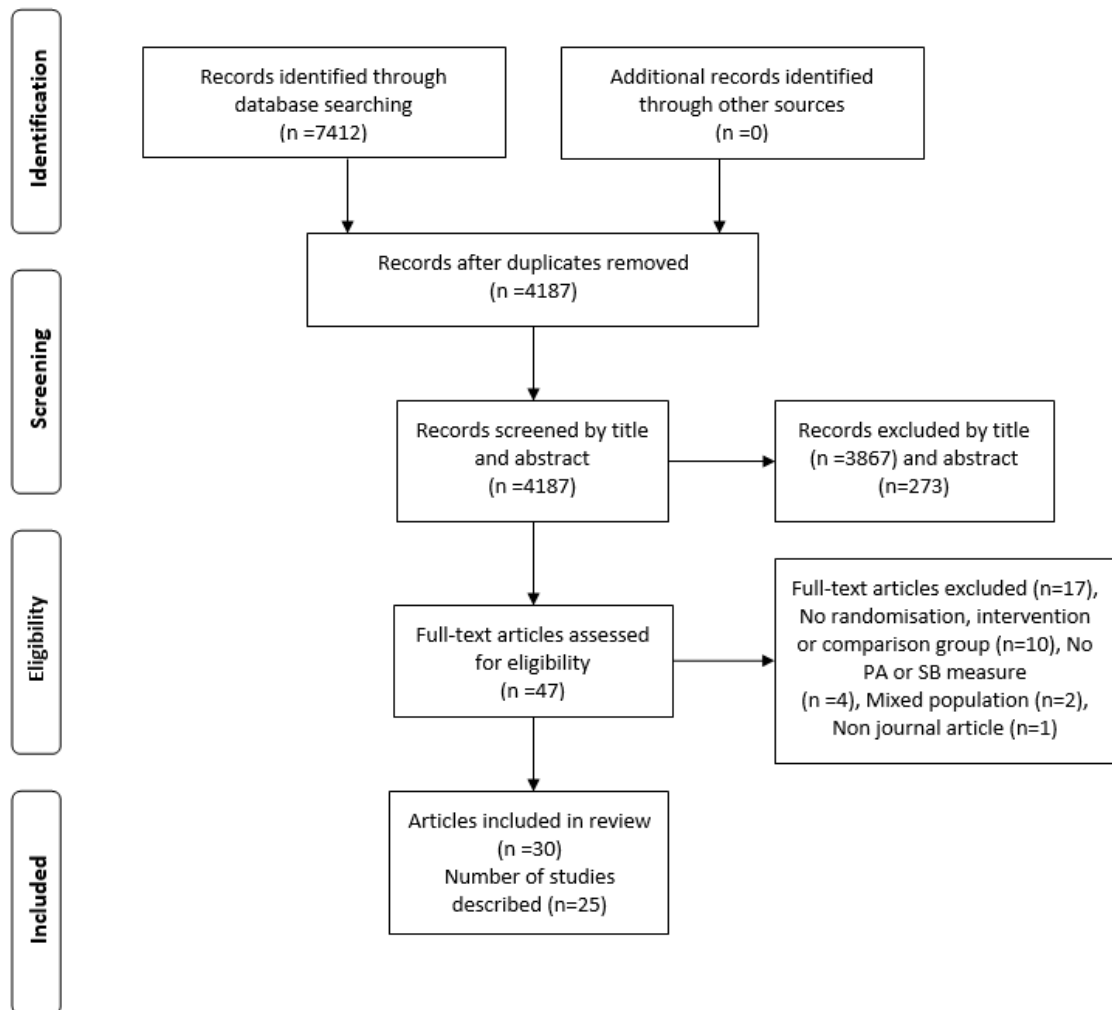 Identification
Records identified through
database searching
(n =7412)
Additional records identified
through other sources
(n =0)
Records after duplicates removed
(n =4187)
Screening
Records screened by title
and abstract
(n =4187)
Records excluded by title
(n =3867) and abstract
(n=273)
Eligibility
Full-text articles assessed
for eligibility
(n =47)
Full-text articles excluded (n=17),
No randomisation, intervention
or comparison group (n=10), No
PA or SB measure
(n =4), Mixed population (n=2),
Non journal article (n=1)
Included
Articles included in review
(n =30)
Number of studies
described (n=25)